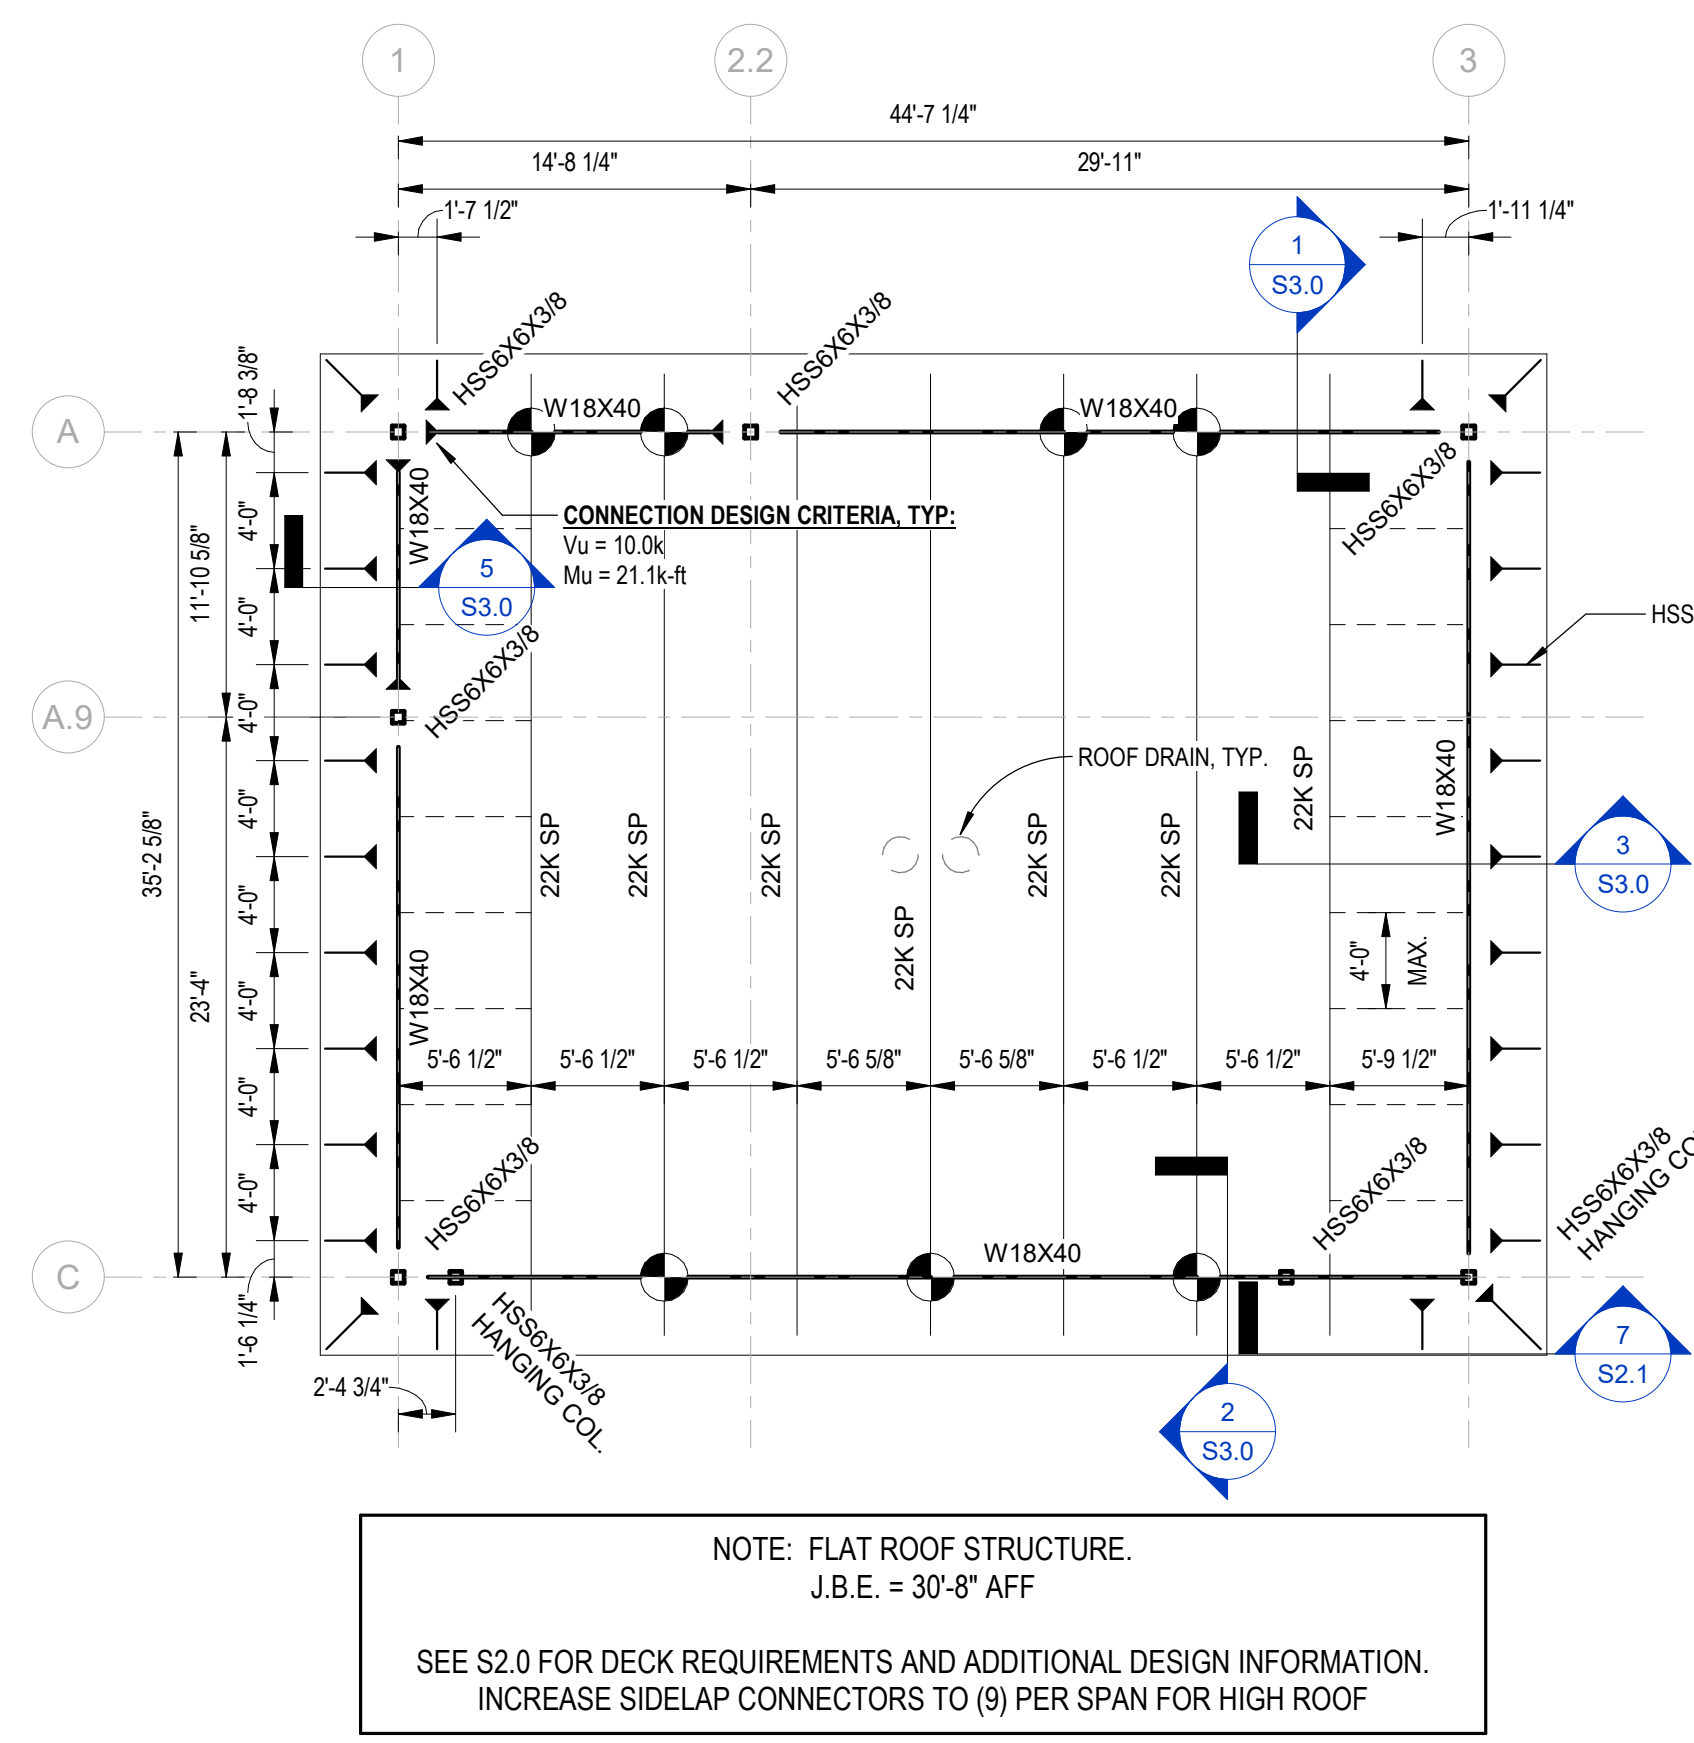 1
2.2
3
44'-7 1/4"
14'-8 1/4"
29'-11"
1'-7 1/2"
1'-11 1/4"
1
S3.0
HSS6X6X3/8
HSS6X6X3/8
1'-8 3/8"
A
W18X40
W18X40
HSS6X6X3/8
W18X40
4'-0"
CONNECTION DESIGN CRITERIA, TYP:
Vu = 10.0k
Mu = 21.1k-ft
5
S3.0
11'-10 5/8"
4'-0"
HSS
HSS6X6X3/8
A.9
4'-0"
ROOF DRAIN, TYP.
22K SP
W18X40
4'-0"
35'-2 5/8"
22K SP
22K SP
22K SP
22K SP
22K SP
3
S3.0
4'-0"
22K SP
4'-0"
MAX.
W18X40
23'-4"
4'-0"
5'-6 1/2"
5'-6 1/2"
5'-6 1/2"
5'-6 5/8"
5'-6 5/8"
5'-6 1/2"
5'-6 1/2"
5'-9 1/2"
4'-0"
4'-0"
HSS6X6X3/8
HSS6X6X3/8
HSS6X6X3/8
HANGING CO
C
W18X40
1'-6 1/4"
HSS6X6X3/8
HANGING COL.
2'-4 3/4"
7
S2.1
2
S3.0
NOTE: FLAT ROOF STRUCTURE.
J.B.E. = 30'-8" AFF
SEE S2.0 FOR DECK REQUIREMENTS AND ADDITIONAL DESIGN INFORMATION.
INCREASE SIDELAP CONNECTORS TO (9) PER SPAN FOR HIGH ROOF